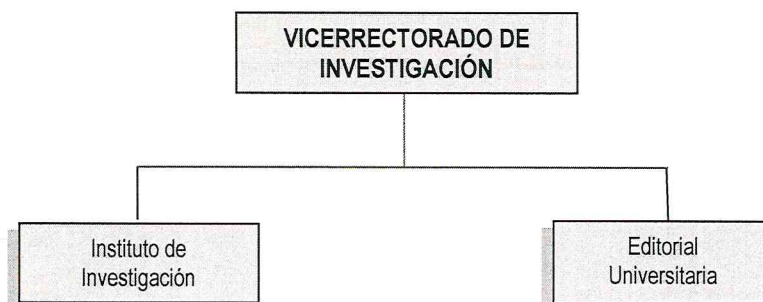 VICERRECTORADO DE
INVESTIGACIÓN
Instituto de
Investigación
Editorial
Universitaria